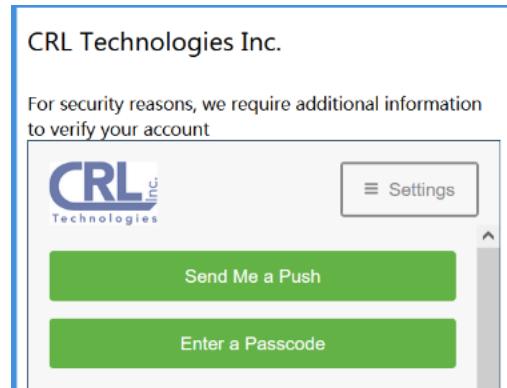 CRL Technologies Inc.
For security reasons, we require additional information
to verify your account
CRL Inc.
Technologies
≡ Settings
Send Me a Push
Enter a Passcode